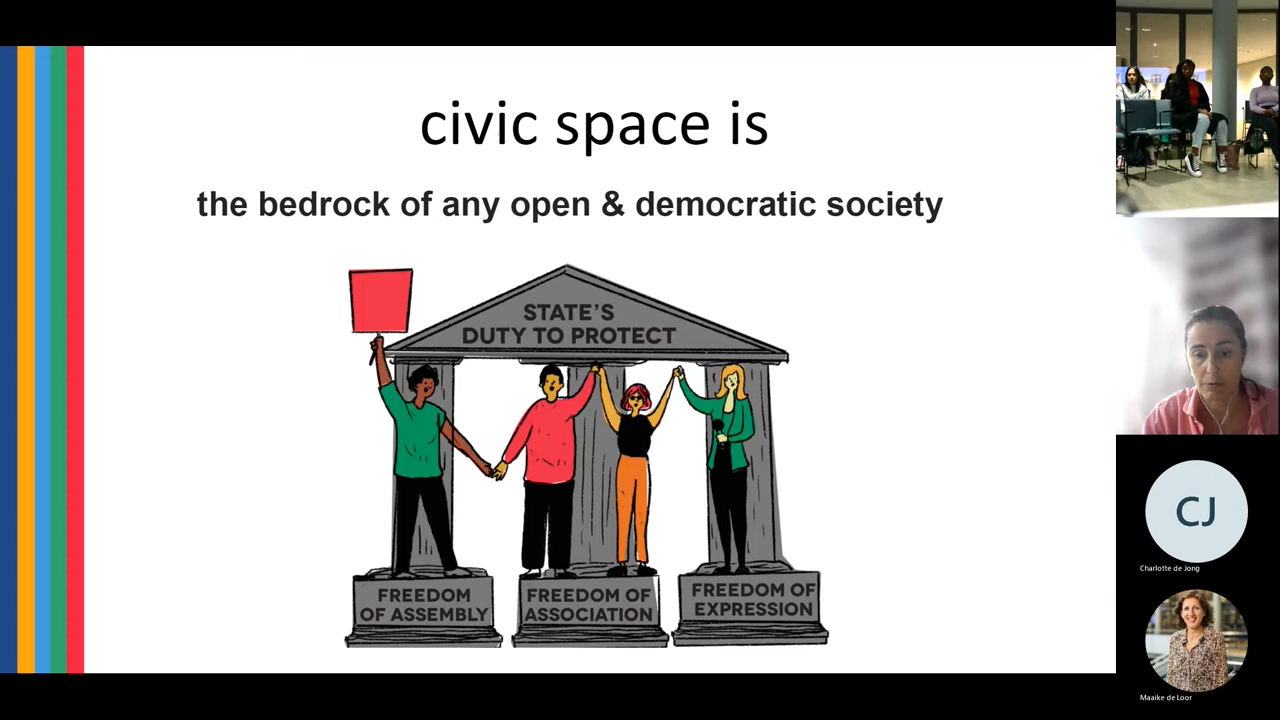 civic space is
the bedrock of any open & democratic society
STATE'S
DUTY TO PROTECT
FREEDOM
OF ASSEMBLY
FREEDOM OF
ASSOCIATION
FREEDOM OF
EXPRESSION
CJ
Charlotte de Jong
Maaike de Loor